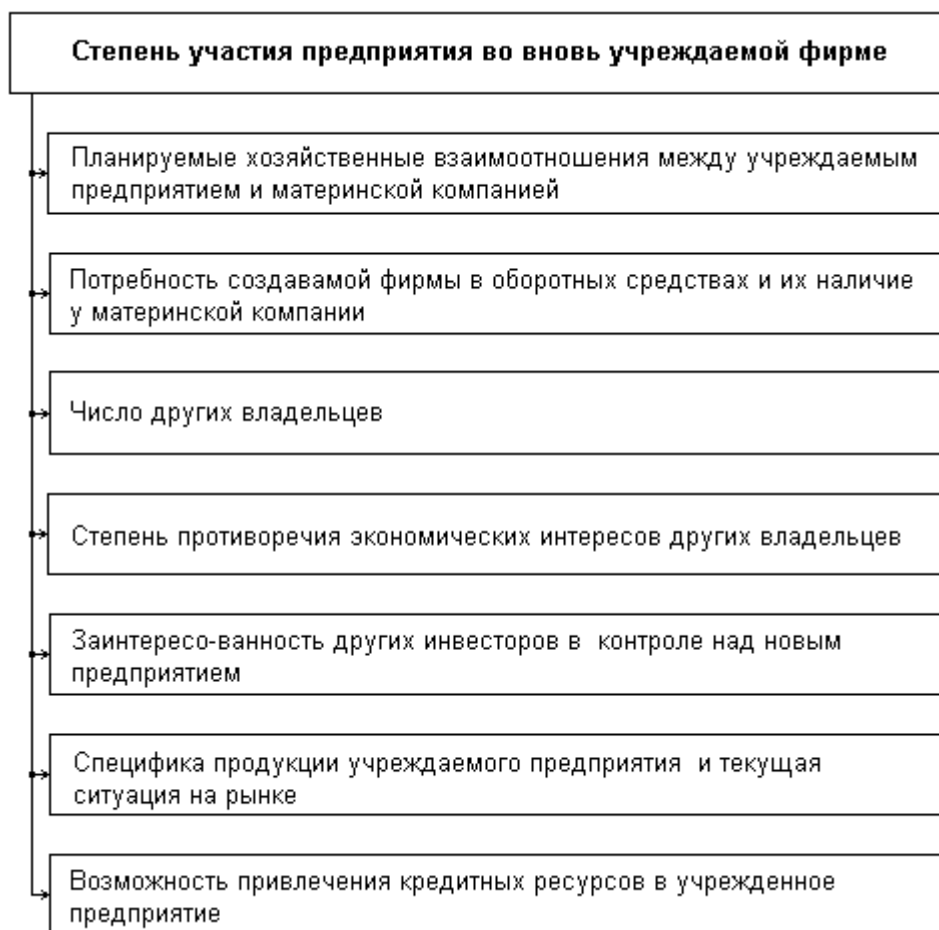 Степень участия предприятия во вновь учреждаемой фирме
Планируемые хозяйственные взаимоотношения между учреждаемым
предприятием и материнской компанией
Потребность создавамой фирмы в оборотных средствах и их наличие
у материнской компании
Число других владельцев
Степень противоречия экономических интересов других владельцев
Заинтересо-ванность других инвесторов в контроле над новым
предприятием
Специфика продукции учреждаемого предприятия и текущая
ситуация на рынке
Возможность привлечения кредитных ресурсов в учрежденное
предприятие